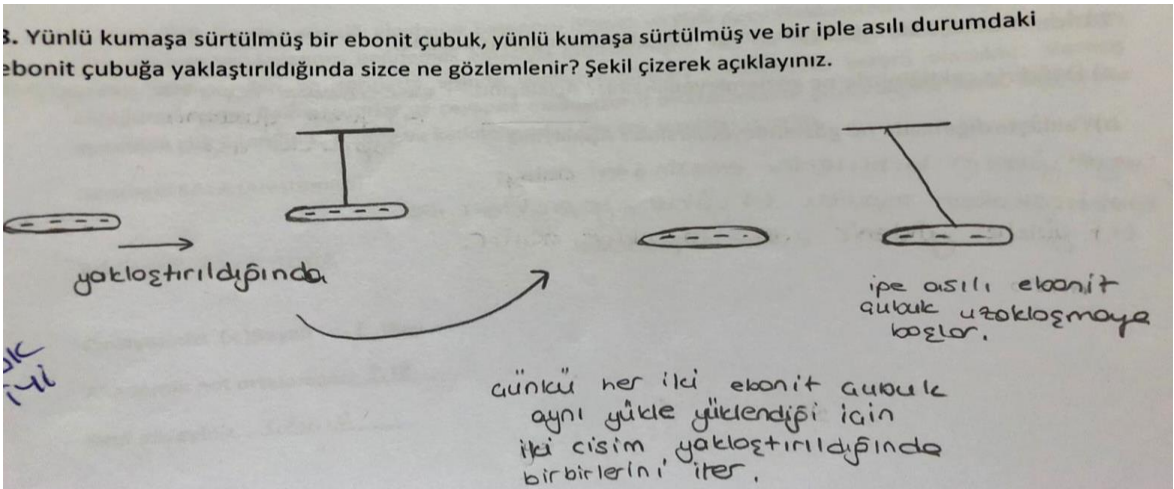 3. Yünlü kumaşa sürtülmüş bir ebonit çubuk, yünlü kumaşa sürtülmüş ve bir iple asılı durumdaki
ebonit çubuğa yaklaştırıldığında sizce ne gözlemlenir? Şekil çizerek açıklayınız.
yaklaştırıldığında
ipe asılı ebonit
çubuk uzaklaşmaya
başlar.
Çünkü her iki ebonit çubuk
aynı yükle yüklendiği için
iki cisim yaklaştırıldığında
birbirlerini iter.